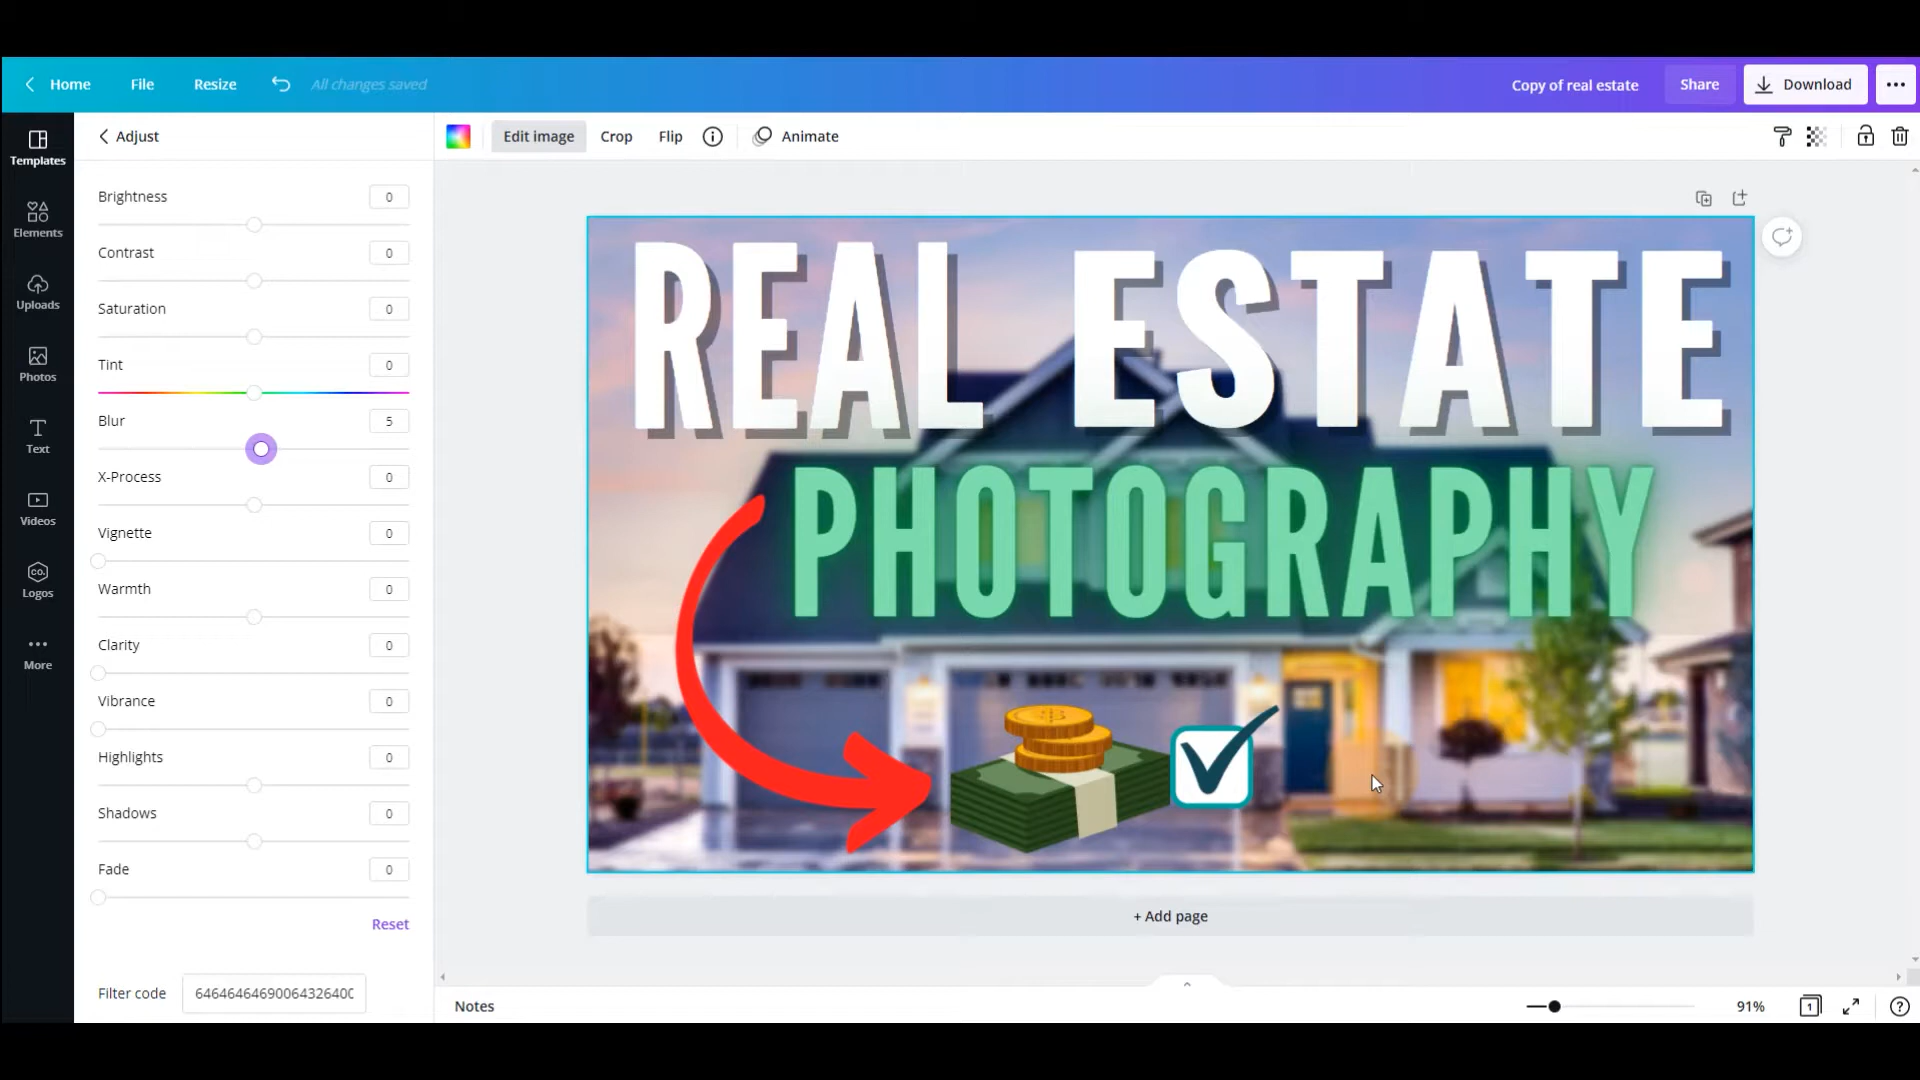 Home File Resize All changes saved Copy of real estate Share Download
Adjust Edit image Crop Flip Animate
Templates
Elements
Uploads
Photos
Text
Videos
CO.
Logos
More
Brightness 0
Contrast 0
Saturation 0
Tint 0
Blur 5
X-Process 0
Vignette 0
Warmth 0
Clarity 0
Vibrance 0
Highlights 0
Shadows 0
Fade 0
Reset
Filter code 64646464690064326400
REAL ESTATE
PHOTOGRAPHY
+ Add page
Notes 91% 1 ?